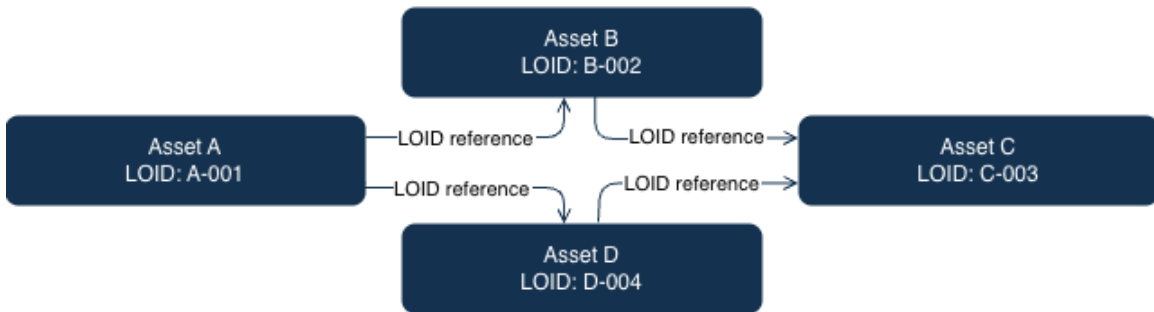 Asset B
LOID: B-002
Asset A
LOID: A-001
LOID reference
LOID reference
Asset C
LOID: C-003
LOID reference
LOID reference
Asset D
LOID: D-004